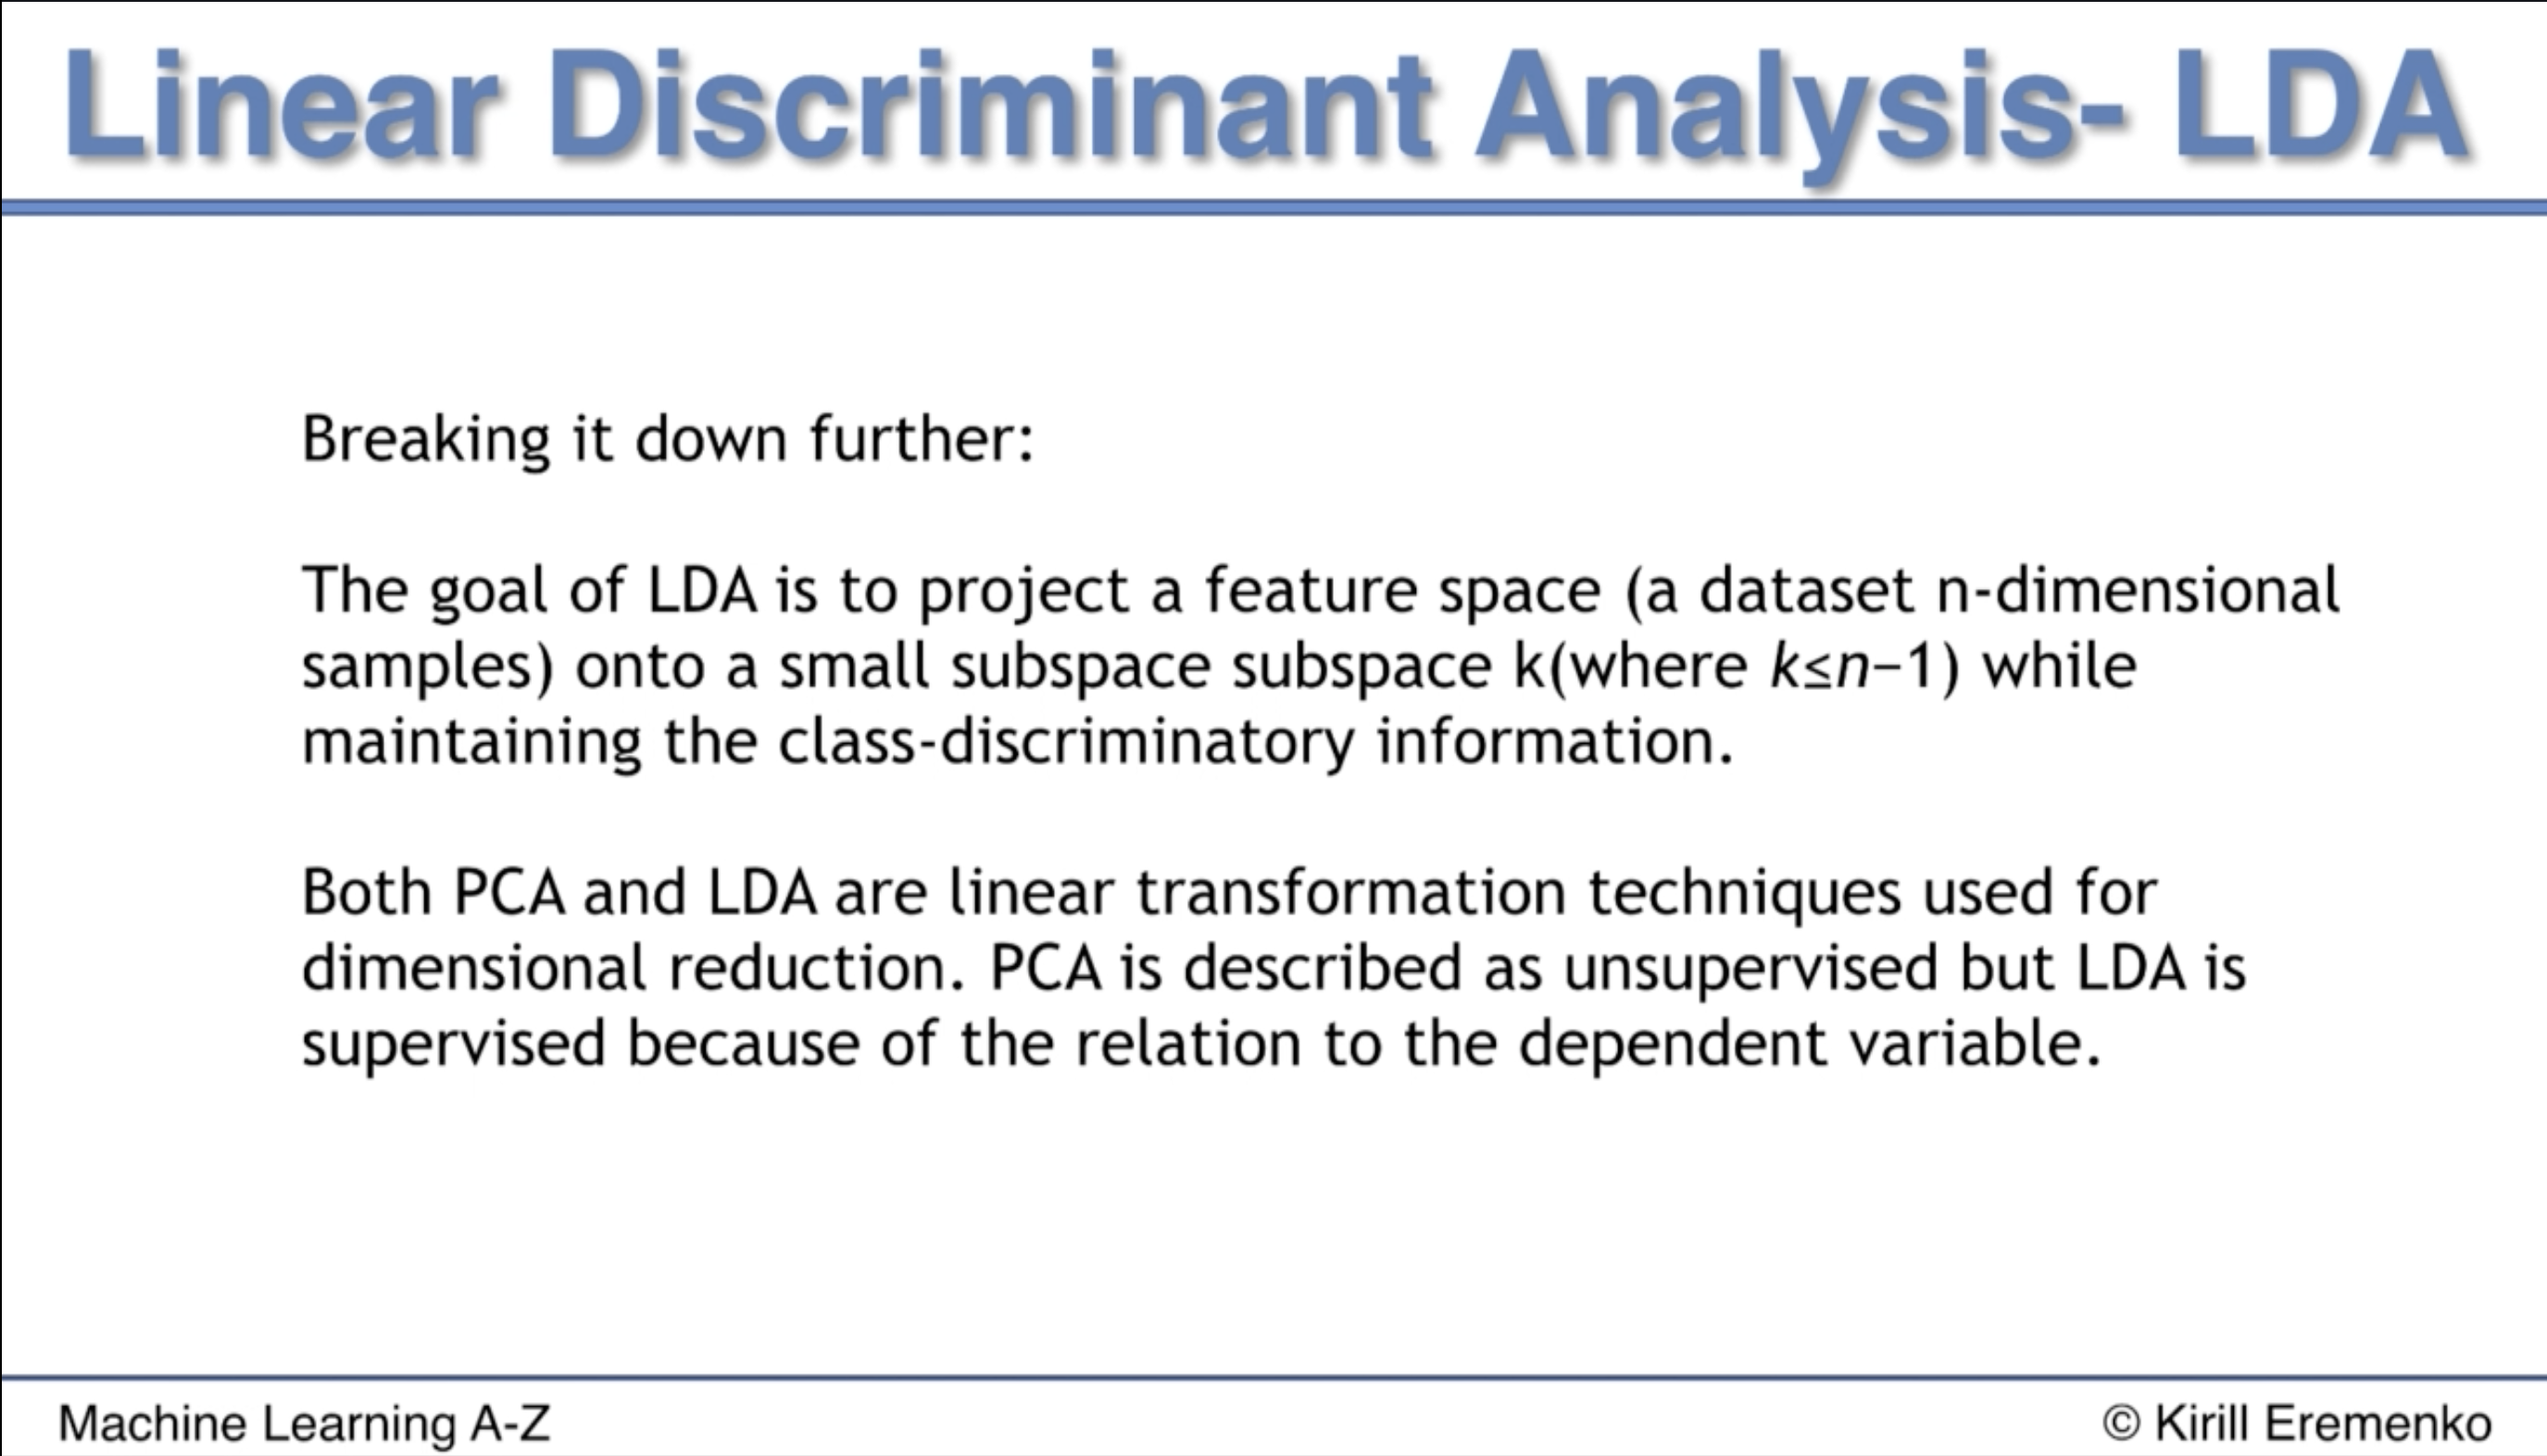 Linear Discriminant Analysis- LDA
Breaking it down further:
The goal of LDA is to project a feature space (a dataset n-dimensional
samples) onto a small subspace subspace k(where k≤n−1) while
maintaining the class-discriminatory information.
Both PCA and LDA are linear transformation techniques used for
dimensional reduction. PCA is described as unsupervised but LDA is
supervised because of the relation to the dependent variable.
Machine Learning A-Z
© Kirill Eremenko